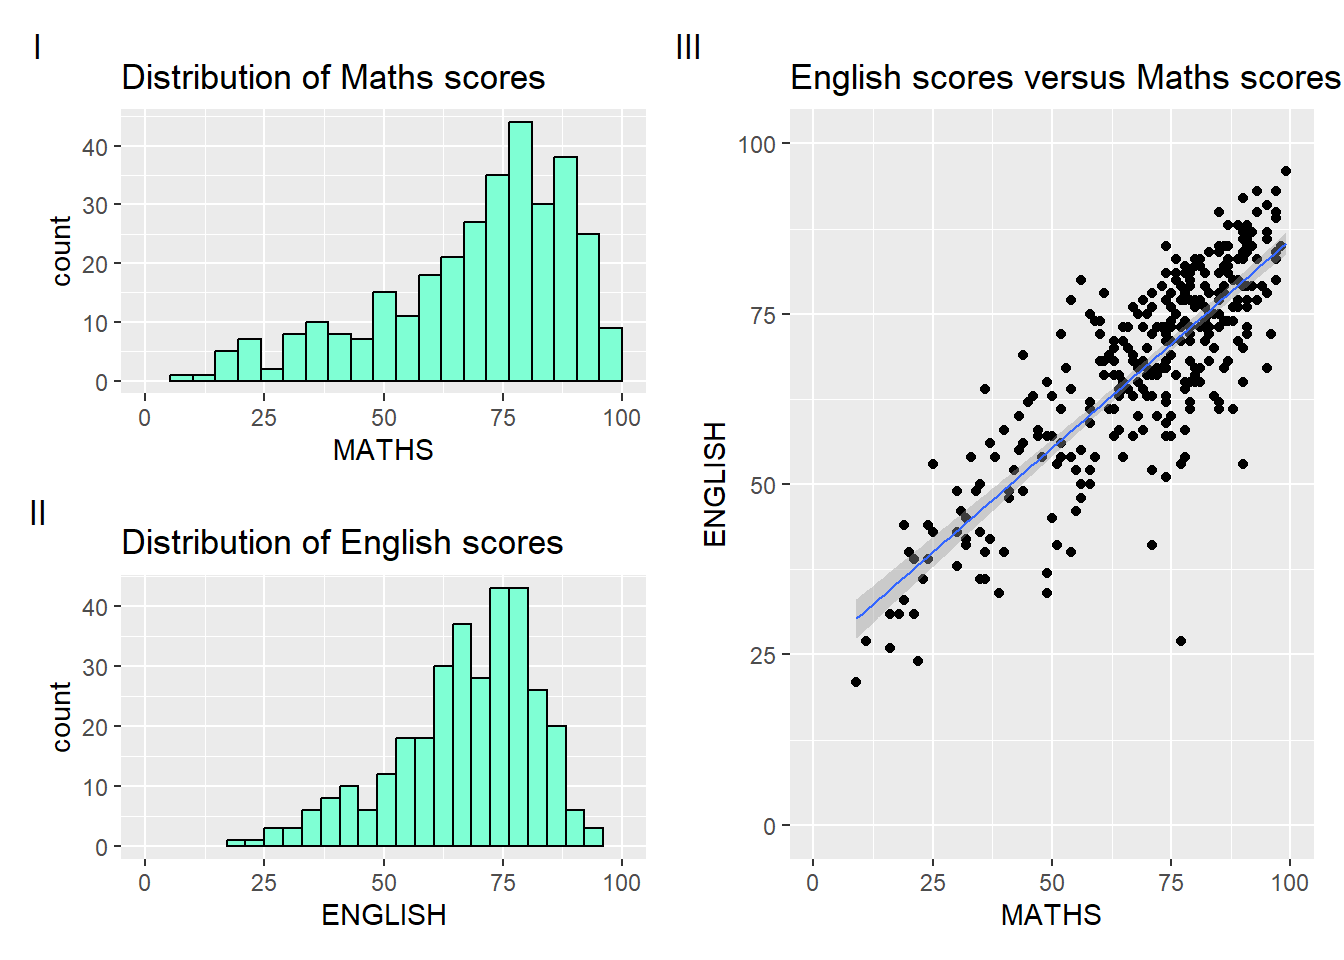 I
Distribution of Maths scores
count
40
30
20
10
0
0 25 50 75 100
MATHS
II
Distribution of English scores
count
40
30
20
10
0
0 25 50 75 100
ENGLISH
III
English scores versus Maths scores
ENGLISH
100
75
50
25
0
0 25 50 75 100
MATHS